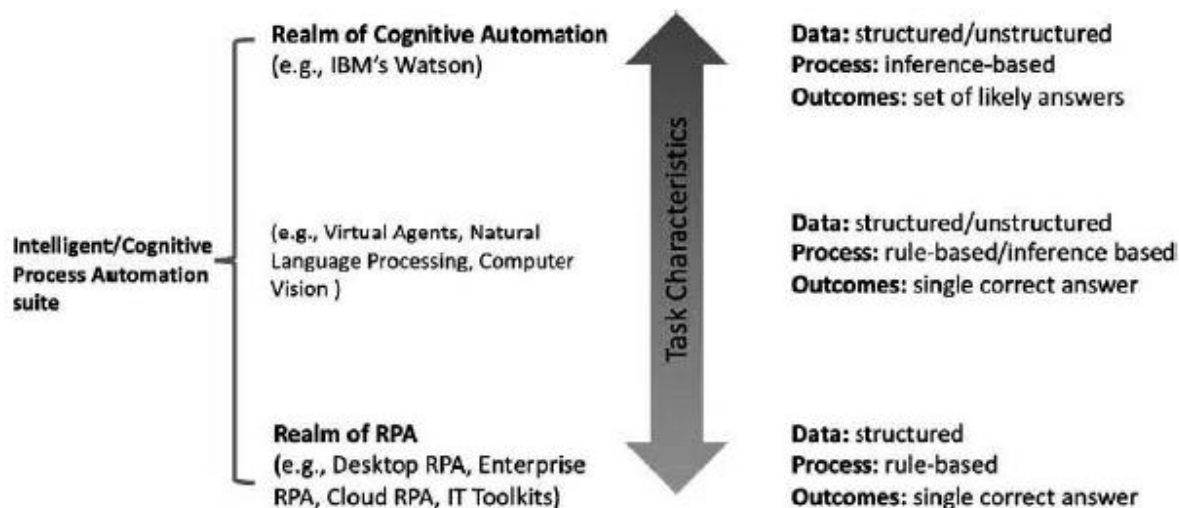 Realm of Cognitive Automation
(e.g., IBM's Watson)
Data: structured/unstructured
Process: inference-based
Outcomes: set of likely answers
Intelligent/Cognitive
Process Automation
suite
(e.g., Virtual Agents, Natural
Language Processing, Computer
Vision )
Task Characteristics
Data: structured/unstructured
Process: rule-based/inference based
Outcomes: single correct answer
Realm of RPA
(e.g., Desktop RPA, Enterprise
RPA, Cloud RPA, IT Toolkits)
Data: structured
Process: rule-based
Outcomes: single correct answer